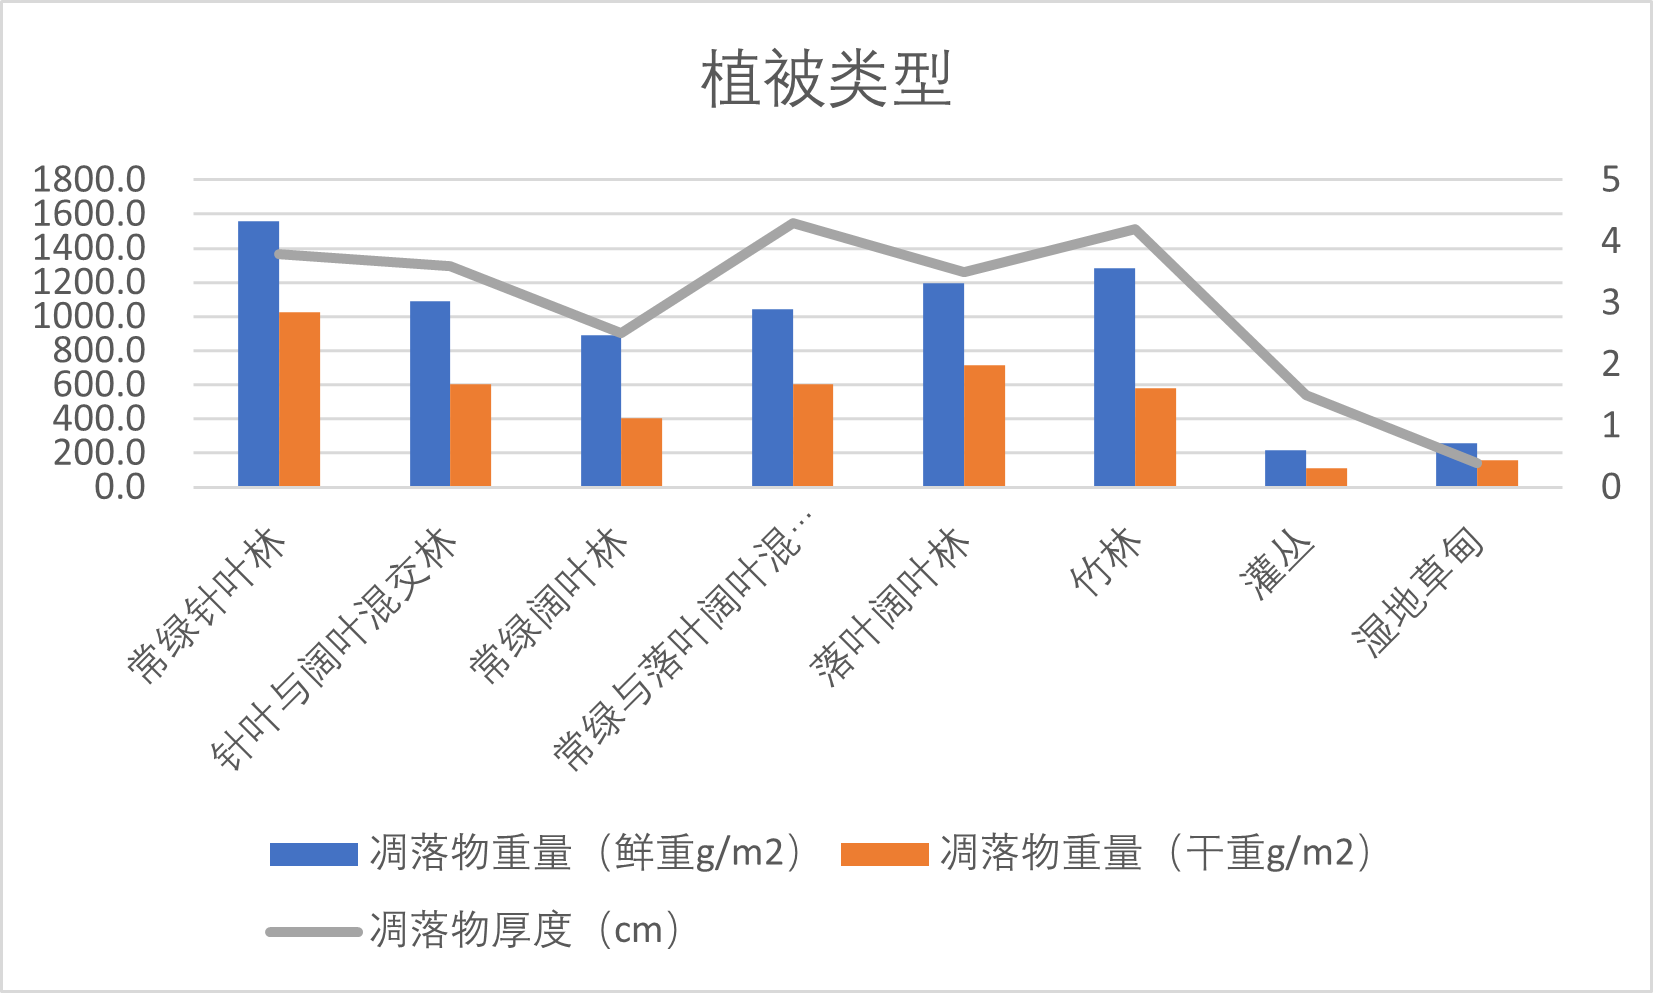 植被类型
1800.0
1600.0
1400.0
1200.0
1000.0
800.0
600.0
400.0
200.0
0.0
5
4
3
2
1
0
常绿针叶林
针叶与阔叶混交林
常绿阔叶林
常绿与落叶阔叶混…
落叶阔叶林
竹林
灌丛
湿地草甸
凋落物重量（鲜重g/m2）
凋落物重量（干重g/m2）
凋落物厚度（cm）